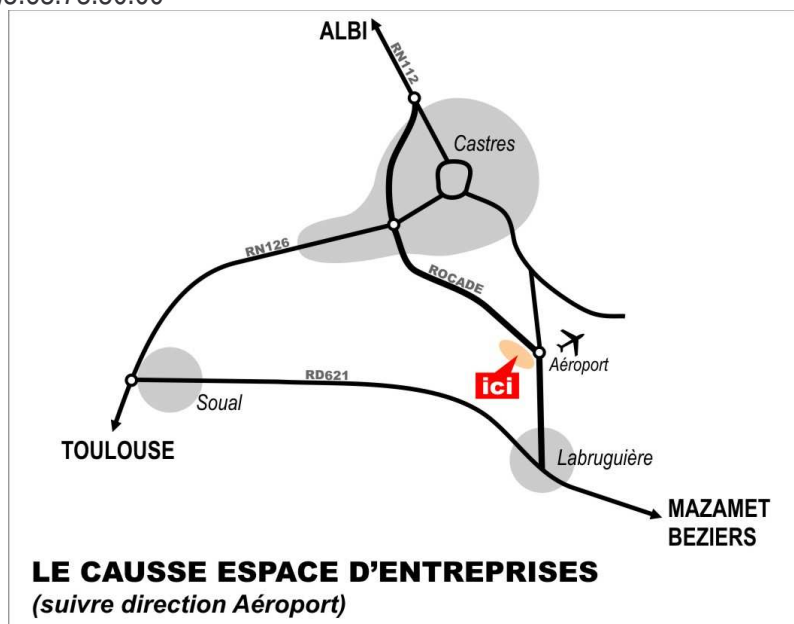 ALBI
RN112
Castres
RN126
ROCADE
Aéroport
ici
RD621
Soual
TOULOUSE
Labruguière
MAZAMET
BEZIERS
LE CAUSSE ESPACE D'ENTREPRISES
(suivre direction Aéroport)